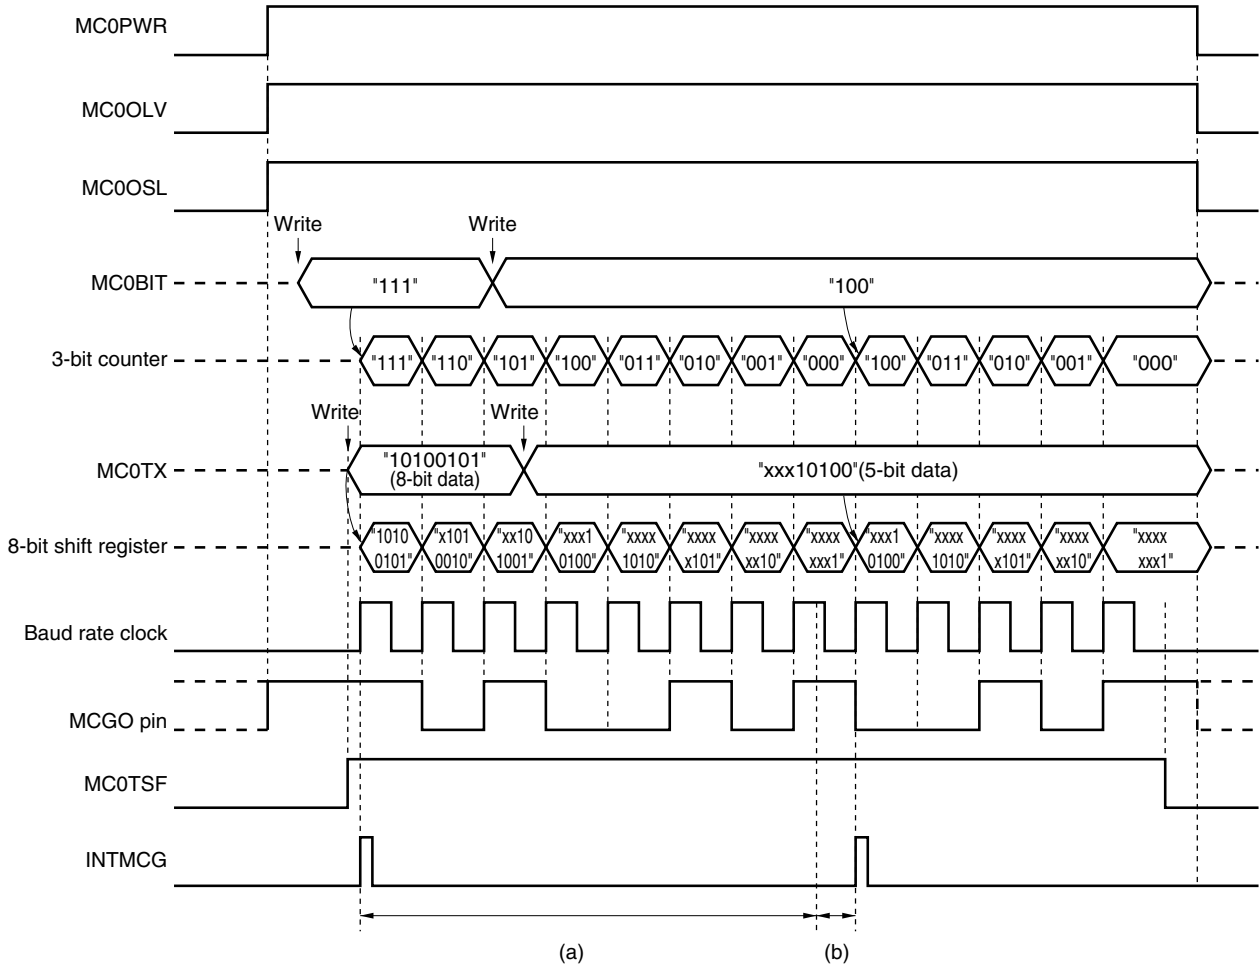 MC0PWR
MC0OLV
MC0OSL
Write Write
MC0BIT "111" "100"
3-bit counter "111" "110" "101" "100" "011" "010" "001" "000" "100" "011" "010" "001" "000"
Write Write
MC0TX "10100101" "xxx10100"(5-bit data)
(8-bit data)
8-bit shift register "1010 "x101 "xx10 "xxx1 "xxxx "xxxx "xxxx "xxxx "xxx1 "xxxx "xxxx "xxxx "xxxx
0101" 0010" 1001" 0100" 1010" x101" xx10" xxx1" 0100" 1010" x101" xx10" xxx1"
Baud rate clock
MCGO pin
MC0TSF
INTMCG
(a) (b)